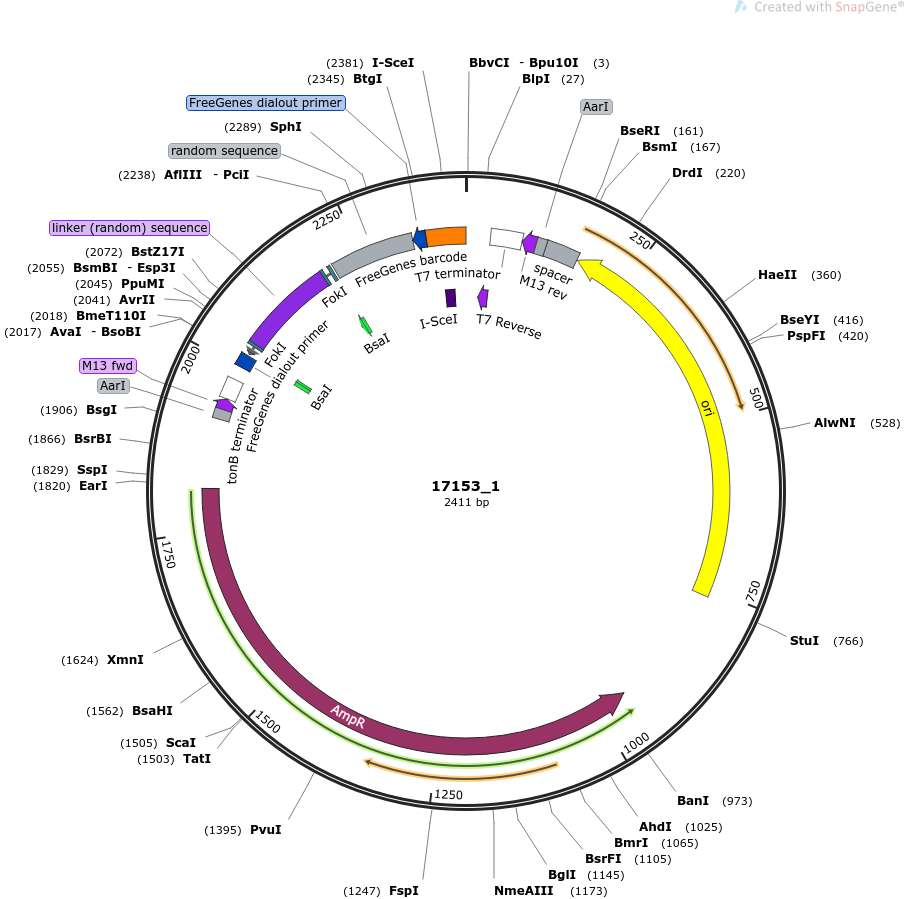 Created with SnapGene®
(2381) I-SceI
BbvCI - Bpu10I (3)
(2345) BtgI
BlpI (27)
FreeGenes dialout primer
AarI
(2289) SphI
BseRI (161)
random sequence
BsmI (167)
(2238) AflIII - PciI
DrdI (220)
2250
250
linker (random) sequence
(2072) BstZ17I
(2055) BsmBI - Esp3I
(2045) PpuMI
(2041) AvrII
(2018) BmeT110I
(2017) AvaI - BsoBI
FreeGenes barcode
T7 terminator
spacer
M13 rev
FokI
HaeII (360)
I-SceI
T7 Reverse
BseYI (416)
PspFI (420)
BsaI
FokI
FreeGenes dialout primer
2000
M13 fwd
AarI
BsaI
500
ori
(1906) BsgI
AlwNI (528)
(1866) BsrBI
tonB terminator
(1829) SspI
(1820) EarI
17153_1
2411 bp
1750
750
StuI (766)
(1624) XmnI
(1562) BsaHI
AmpR
1500
(1505) ScaI
(1503) TatI
1000
1250
BanI (973)
(1395) PvuI
AhdI (1025)
BmrI (1065)
BsrFI (1105)
BglI (1145)
(1247) FspI
NmeAIII (1173)